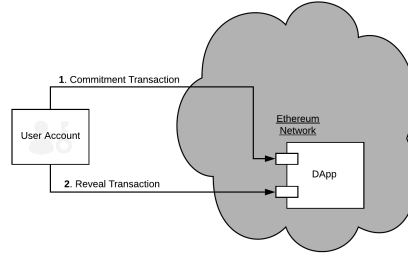 1. Commitment Transaction
Ethereum
Network
User Account
DApp
2. Reveal Transaction